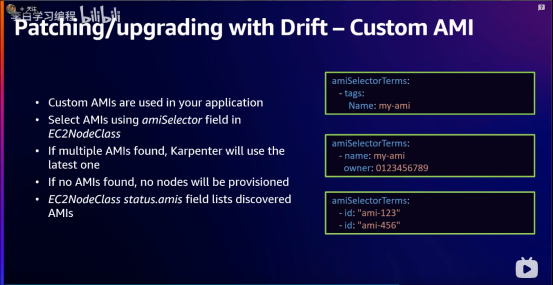 李白学习编程 bilibili
Patching/upgrading with Drift – Custom AMI
• Custom AMIs are used in your application
• Select AMIs using amiSelector field in
EC2NodeClass
• If multiple AMIs found, Karpenter will use the
latest one
• If no AMIs found, no nodes will be provisioned
• EC2NodeClass status.amis field lists discovered
AMIs
amiSelectorTerms:
- tags:
Name: my-ami
amiSelectorTerms:
- name: my-ami
owner: 0123456789
amiSelectorTerms:
- id: "ami-123"
- id: "ami-456"